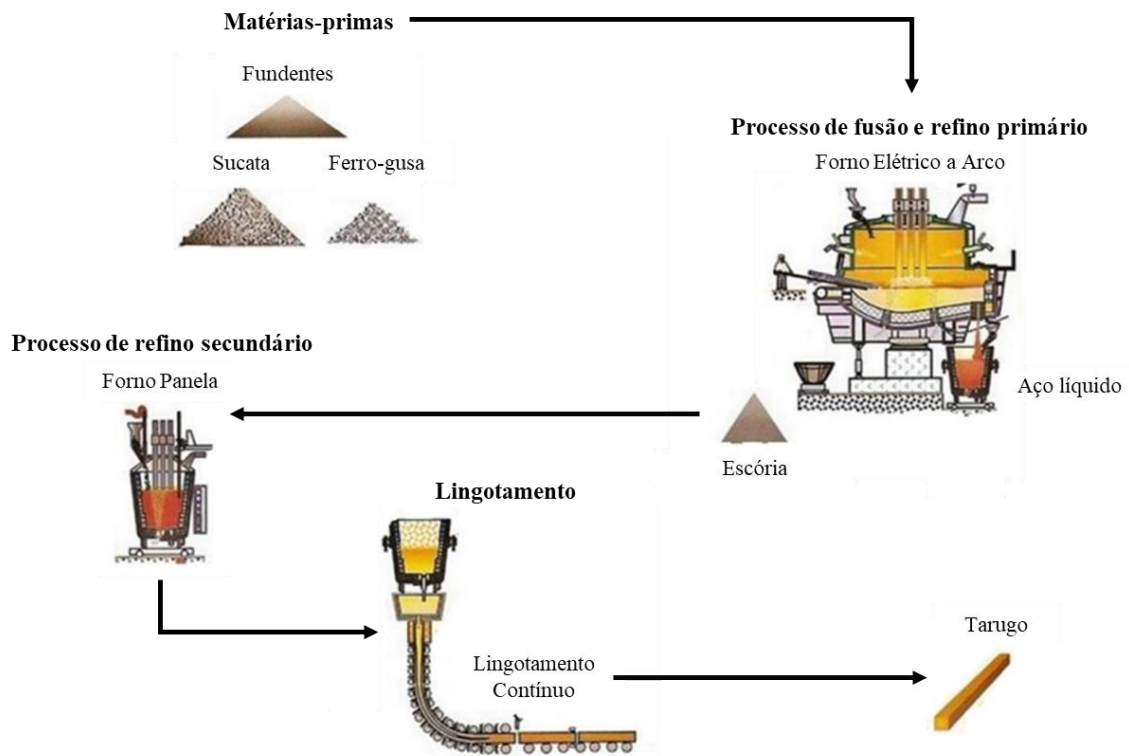 Matérias-primas
Fundentes
Sucata
Ferro-gusa
Processo de fusão e refino primário
Forno Elétrico a Arco
Aço líquido
Escória
Processo de refino secundário
Forno Panela
Lingotamento
Lingotamento
Contínuo
Tarugo